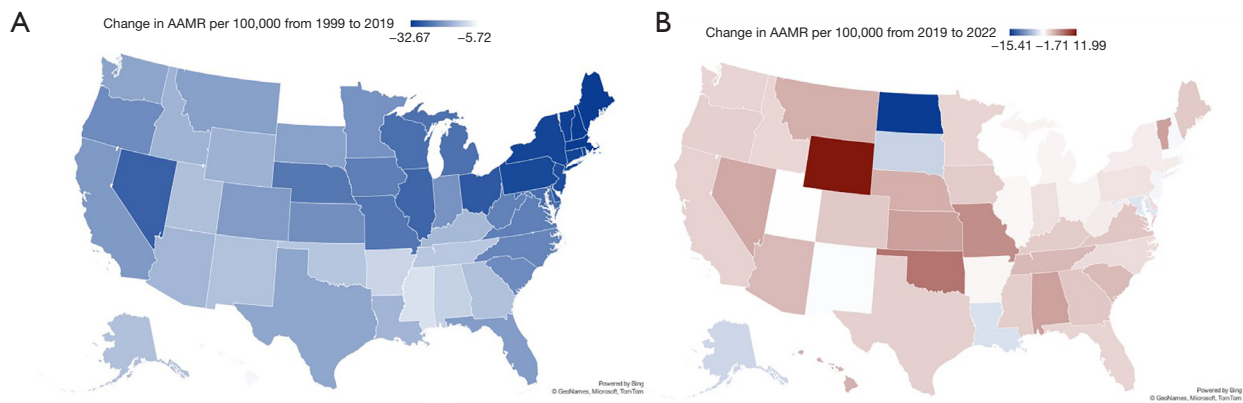 A
Change in AAMR per 100,000 from 1999 to 2019
−32.67 −5.72
Powered by Bing
© GeoNames, Microsoft, TomTom
B
Change in AAMR per 100,000 from 2019 to 2022
−15.41 −1.71 11.99
Powered by Bing
© GeoNames, Microsoft, TomTom